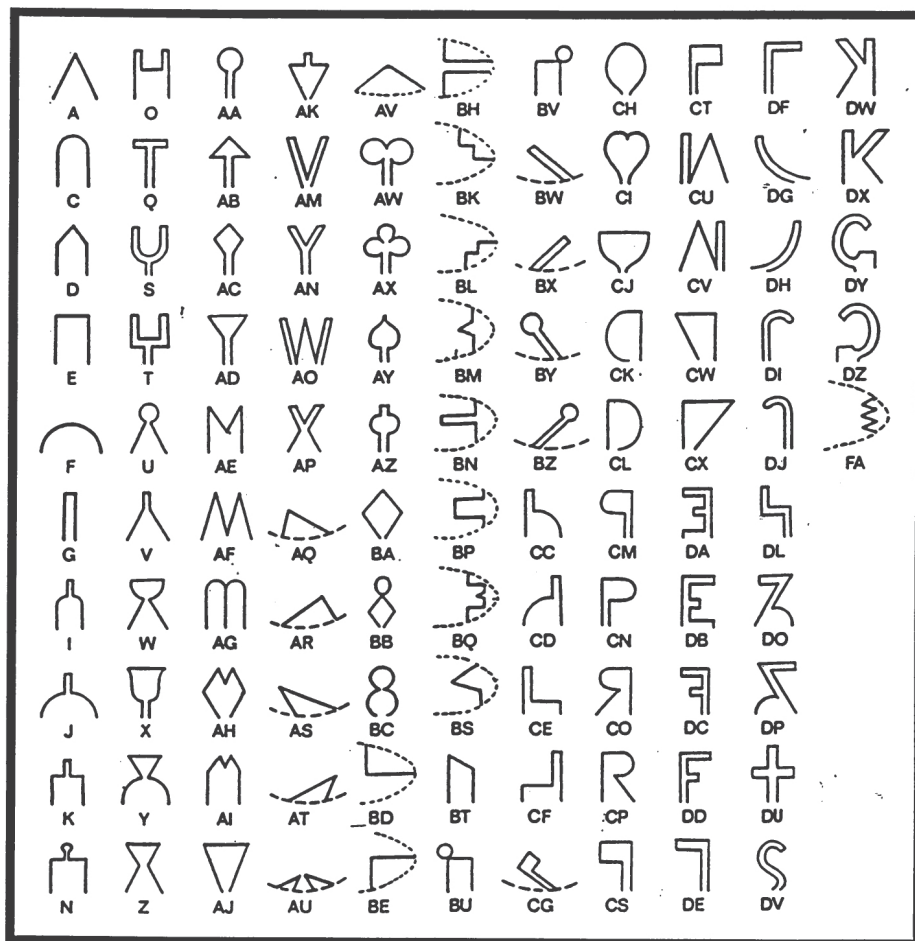 A O AA AK AV BH BV CH CT DF DW
C Q AB AM AW BK BW CI CU DG DX
D S AC AN AX BL BX CJ CV DH DY
E T AD AO AY BM BY CK CW DI DZ
F U AE AP AZ BN BZ CL CX DJ FA
G V AF AQ BA BP CC CM DA DL
I W AG AR BB BQ CD CN DB DO
J X AH AS BC BS CE CO DC DP
K Y AI AT BD BT CF CP DD DU
N Z AJ AU BE BU CG CS DE DV